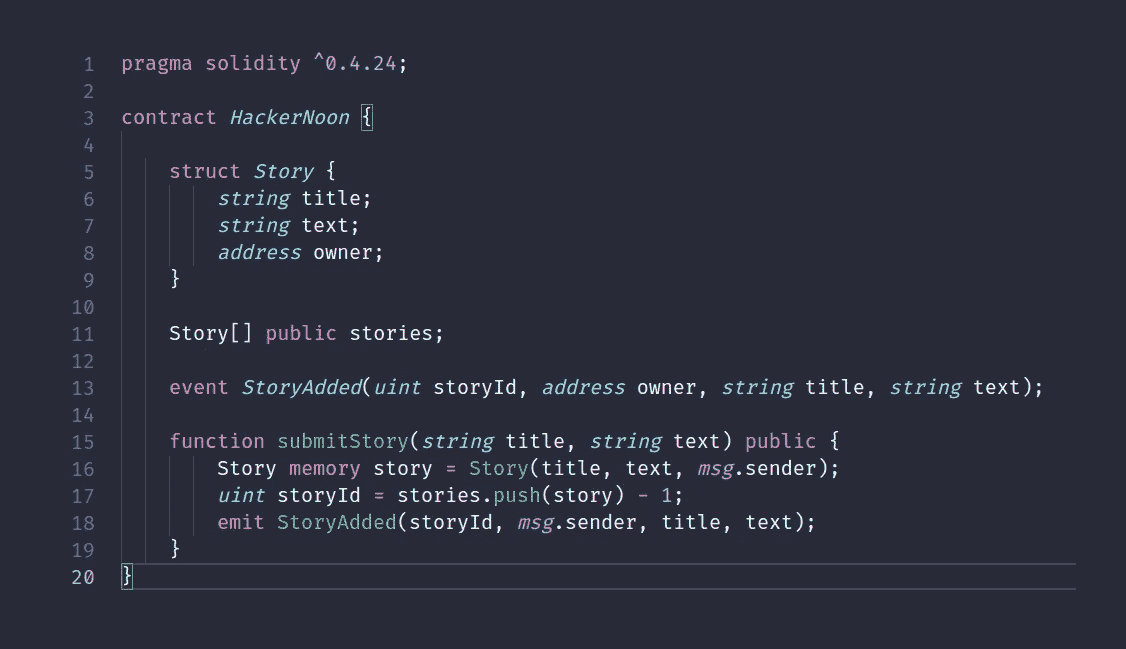 1 pragma solidity ^0.4.24;
2
3 contract HackerNoon {
4
5     struct Story {
6         string title;
7         string text;
8         address owner;
9     }
10
11     Story[] public stories;
12
13     event StoryAdded(uint storyId, address owner, string title, string text);
14
15     function submitStory(string title, string text) public {
16         Story memory story = Story(title, text, msg.sender);
17         uint storyId = stories.push(story) - 1;
18         emit StoryAdded(storyId, msg.sender, title, text);
19     }
20 }